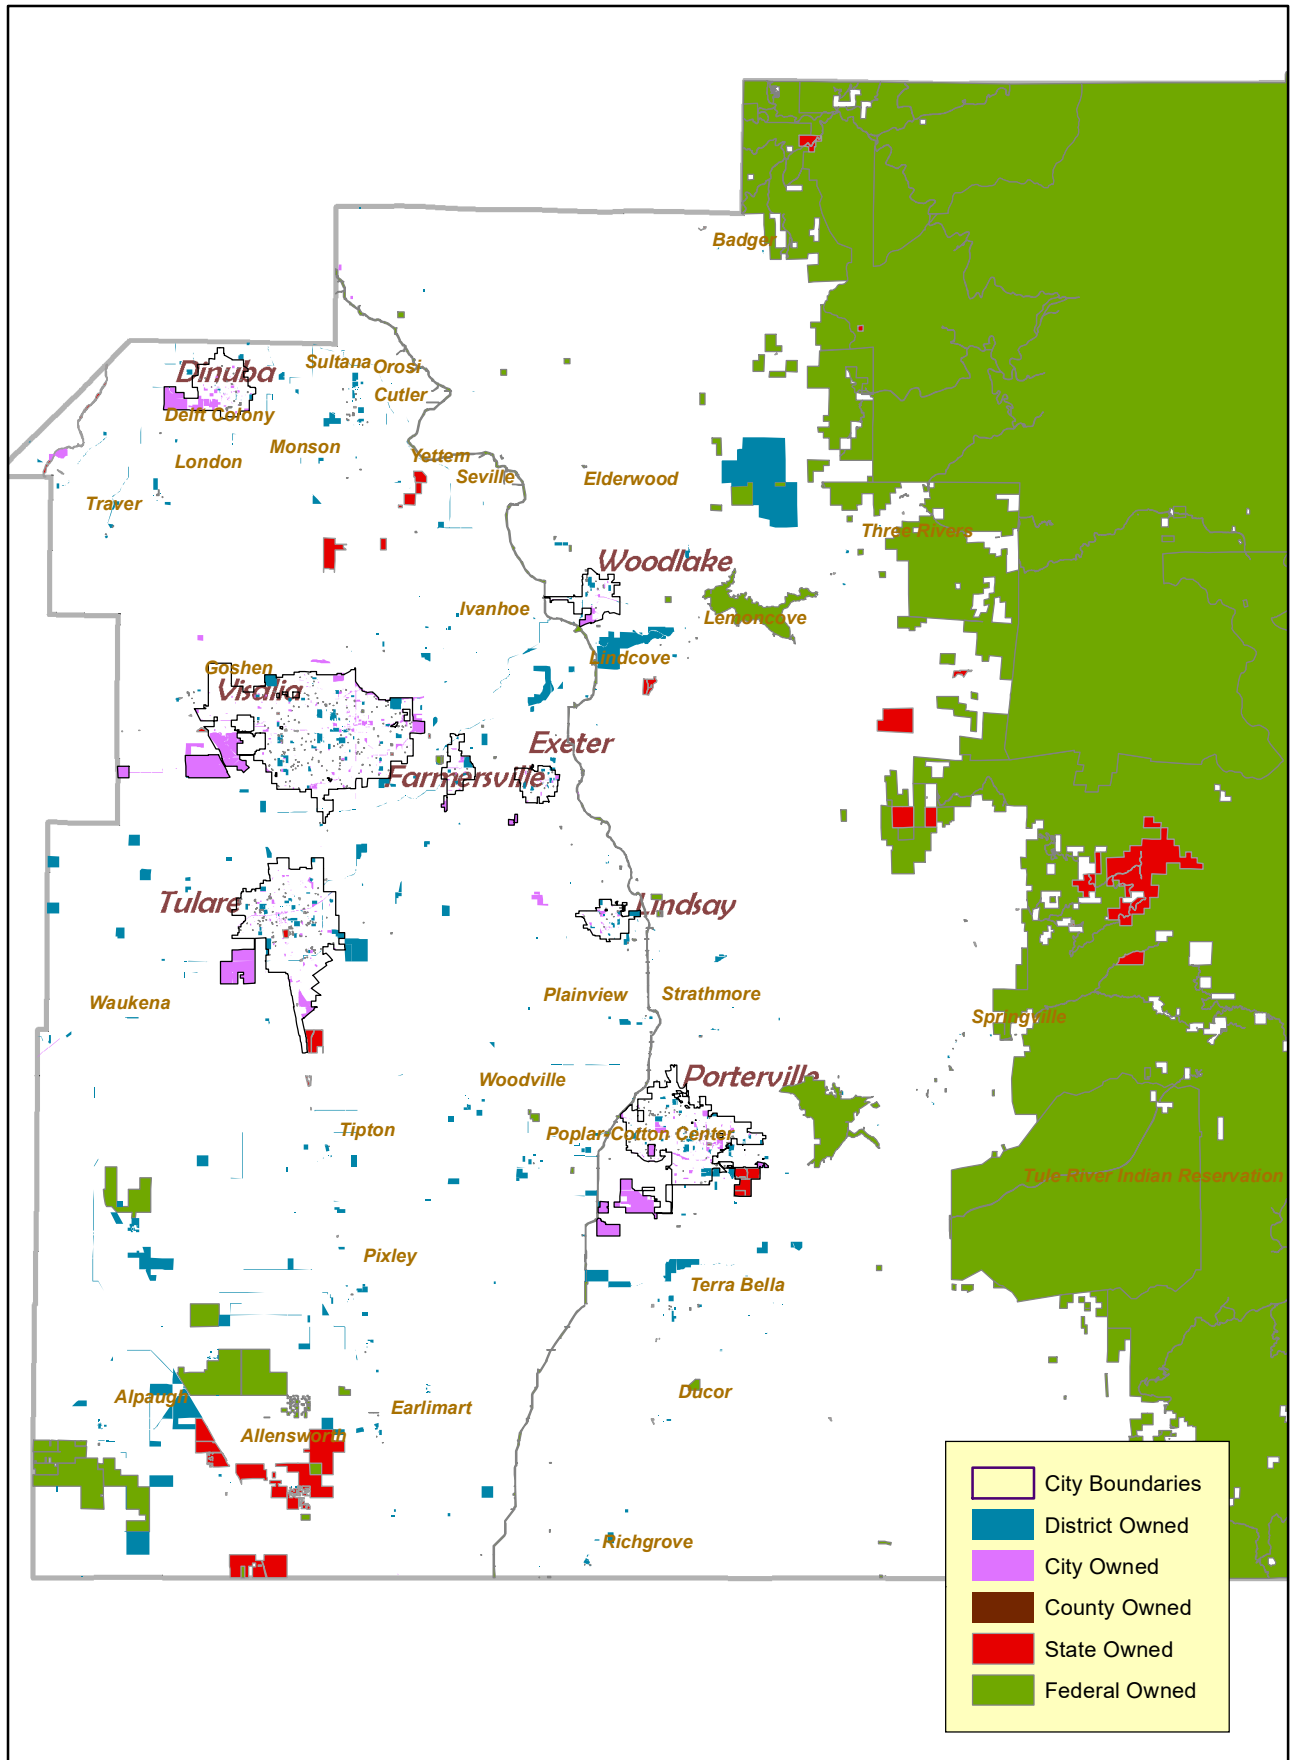 Badger
Sultana
Orosi
Dinuba
Cutler
Delft Colony
Monson
Yettem
London
Seville
Elderwood
Traver
Three Rivers
Woodlake
Ivanhoe
Lemoncove
Lindcove
Goshen
Visalia
Exeter
Farmersville
Tulare
Lindsay
Plainview
Strathmore
Waukena
Springville
Woodville
Porterville
Tipton
Poplar-Cotton Center
Tule River Indian Reservation
Pixley
Terra Bella
Alpaugh
Ducor
Earlimart
Allensworth
Richgrove
City Boundaries
District Owned
City Owned
County Owned
State Owned
Federal Owned